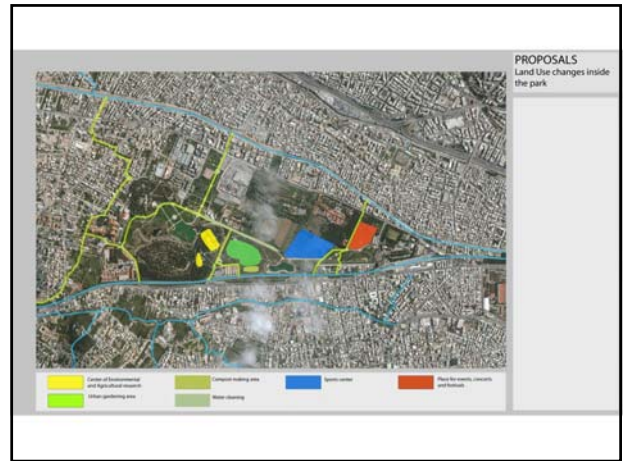 PROPOSALS
Land Use changes inside
the park
Center of Environmental
and Agricultural research
Compost making area
Sports center
Place for events, concerts
and festivals
Urban gardening area
Water cleaning